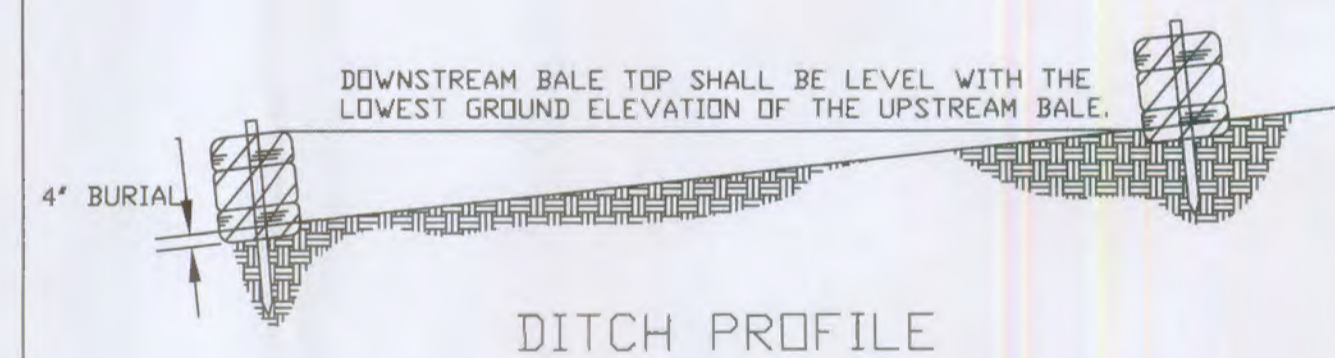 DOWNSTREAM BALE TOP SHALL BE LEVEL WITH THE
LOWEST GROUND ELEVATION OF THE UPSTREAM BALE.
4" BURIAL
DITCH PROFILE